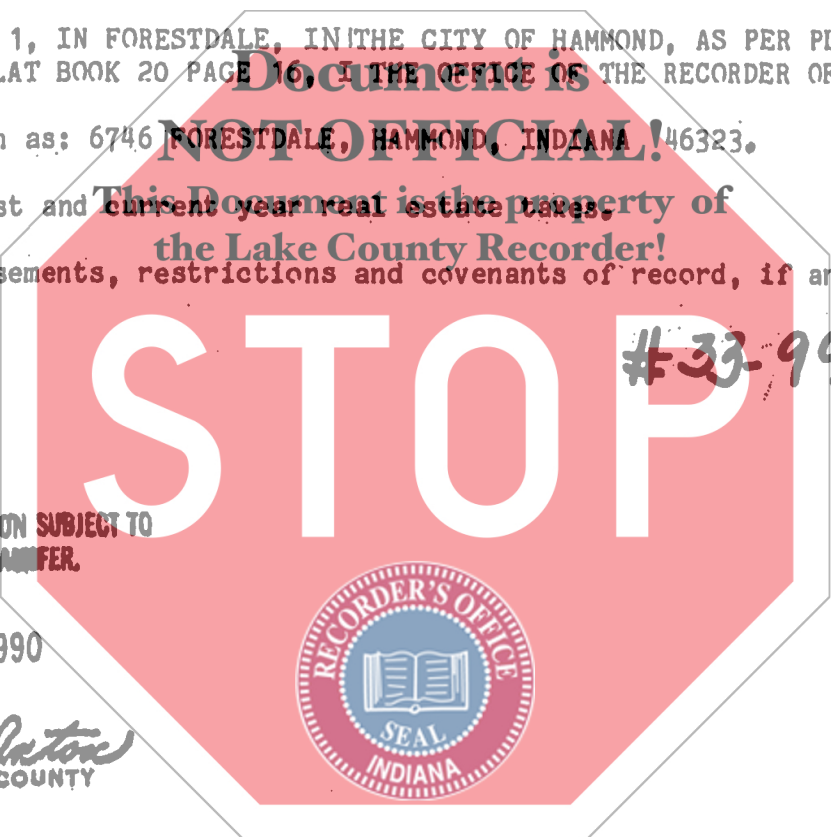 1, IN FORESTDALE, IN THE CITY OF HAMMOND, AS PER
LAT BOOK 20 PAGE 16, I THE OFFICE OF THE RECORDER OF
Document is
as: 6746 FORESTDALE, HAMMOND, INDIANA 46323.
NOT OFFICIAL!
st and current year real estate taxes.
This Document is the property of
the Lake County Recorder!
sements, restrictions and covenants of record, if
STOP
#33-99
ON SUBJECT TO
FER.
990
RECORDER'S OFFICE
SEAL
INDIANA
COUNTY